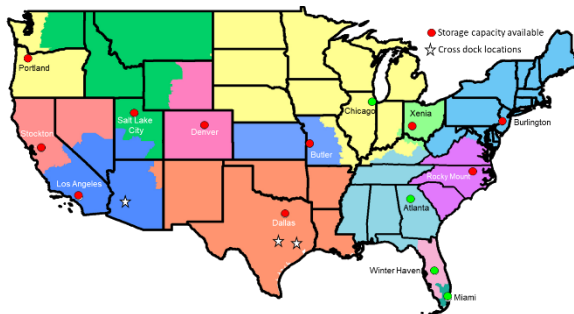 Storage capacity available
Cross dock locations
Portland
Chicago
Salt Lake
City
Xenia
Burlington
Stockton
Denver
Butler
Los Angeles
Rocky Mount
Atlanta
Dallas
Winter Haven
Miami